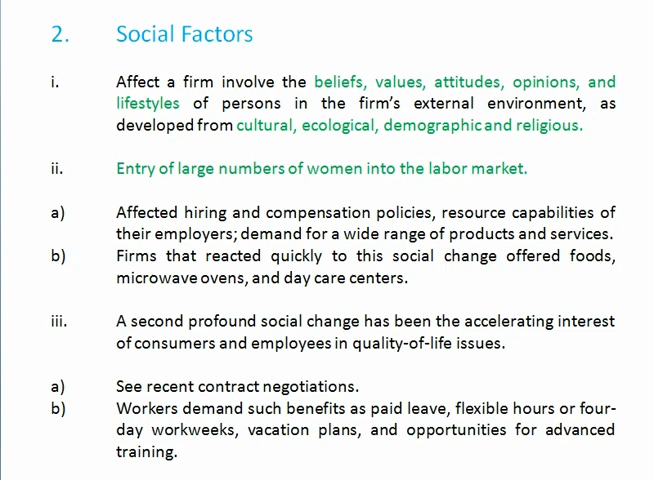 2. Social Factors
i. Affect a firm involve the beliefs, values, attitudes, opinions, and
lifestyles of persons in the firm's external environment, as
developed from cultural, ecological, demographic and religious.
ii. Entry of large numbers of women into the labor market.
a) Affected hiring and compensation policies, resource capabilities of
their employers; demand for a wide range of products and services.
b) Firms that reacted quickly to this social change offered foods,
microwave ovens, and day care centers.
iii. A second profound social change has been the accelerating interest
of consumers and employees in quality-of-life issues.
a) See recent contract negotiations.
b) Workers demand such benefits as paid leave, flexible hours or four-
day workweeks, vacation plans, and opportunities for advanced
training.